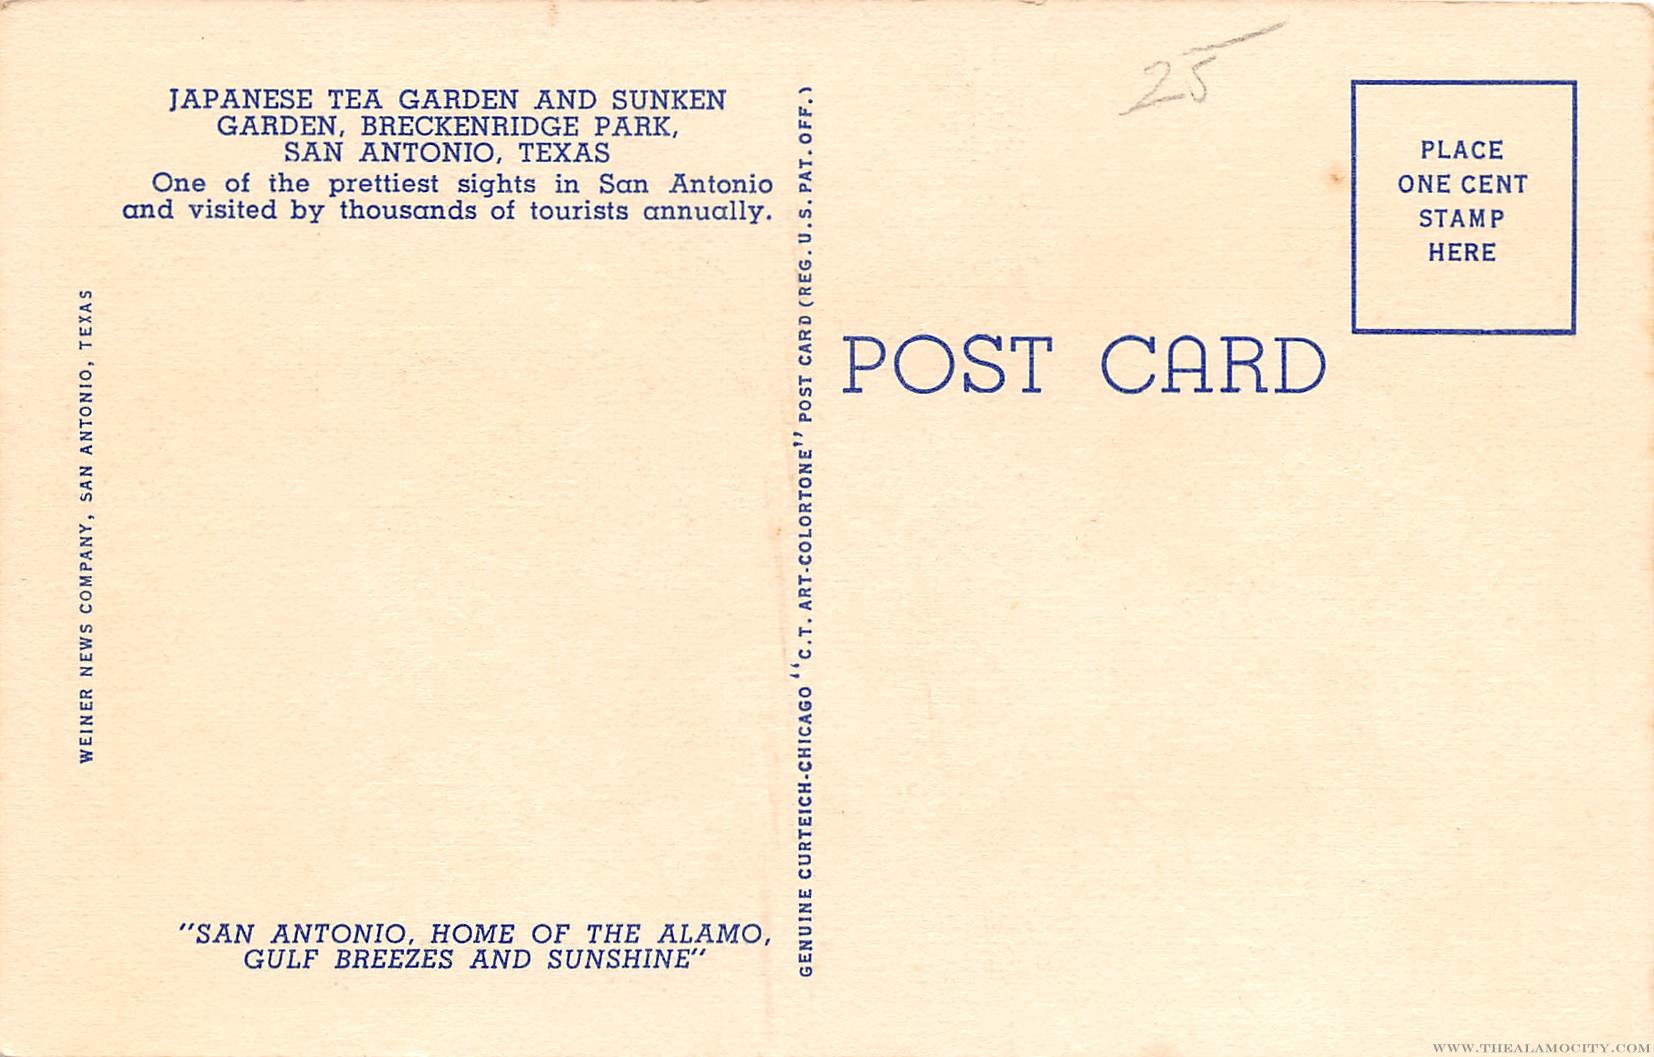 JAPANESE TEA GARDEN AND SUNKEN
GARDEN, BRECKENRIDGE PARK,
SAN ANTONIO, TEXAS
One of the prettiest sights in San Antonio
and visited by thousands of tourists annually.
WEINER NEWS COMPANY, SAN ANTONIO, TEXAS
"SAN ANTONIO, HOME OF THE ALAMO,
GULF BREEZES AND SUNSHINE"
GENUINE CURTEICH-CHICAGO "C.T. ART-COLORTONE" POST CARD (REG. U.S. PAT. OFF.)
25
PLACE
ONE CENT
STAMP
HERE
POST CARD
WWW.THEALAMOCITY.COM